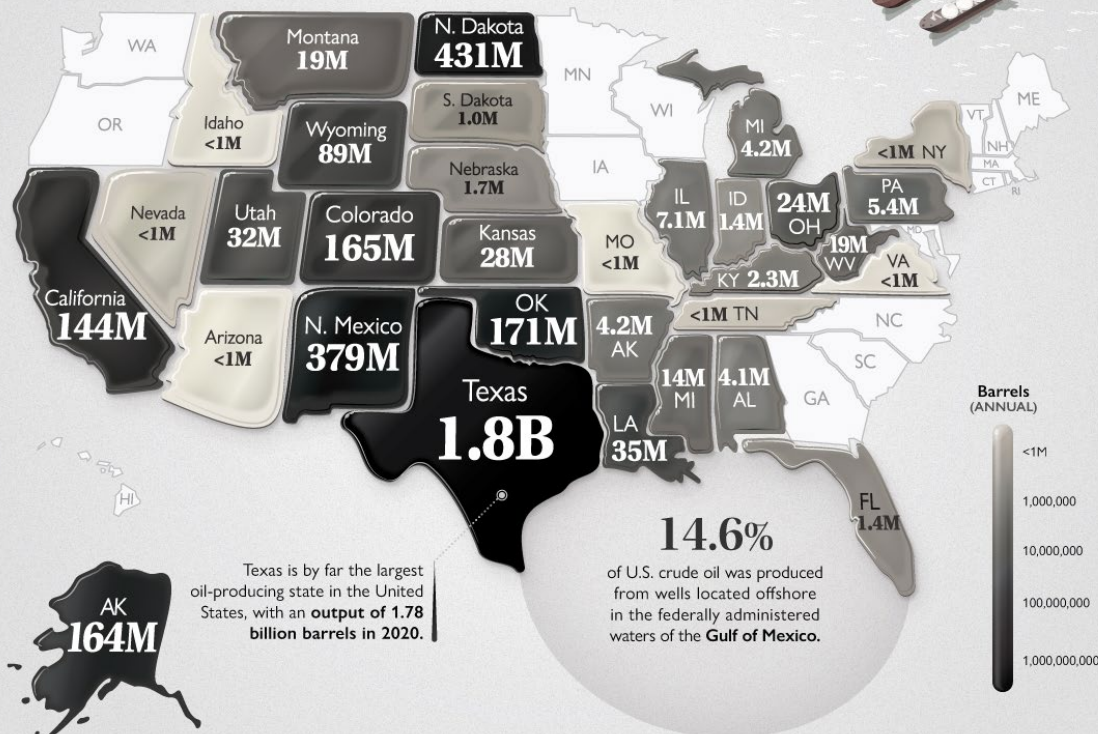 WA
Montana
19M
N. Dakota
431M
MN
ME
OR
Idaho
<1M
Wyoming
89M
S. Dakota
1.0M
WI
MI
4.2M
VT
NH
<1M NY
MA
CT
RI
IA
Nebraska
1.7M
Nevada
<1M
Utah
32M
Colorado
165M
Kansas
28M
MO
<1M
IL
7.1M
ID
1.4M
24M
OH
PA
5.4M
MD
19M
WV
VA
<1M
KY 2.3M
California
144M
Arizona
<1M
N. Mexico
379M
OK
171M
4.2M
AK
<1M TN
NC
SC
GA
14M
MI
4.1M
AL
Texas
1.8B
LA
35M
FL
1.4M
HI
AK
164M
Texas is by far the largest
oil-producing state in the United
States, with an output of 1.78
billion barrels in 2020.
14.6%
of U.S. crude oil was produced
from wells located offshore
in the federally administered
waters of the Gulf of Mexico.
Barrels
(ANNUAL)
<1M
1,000,000
10,000,000
100,000,000
1,000,000,000